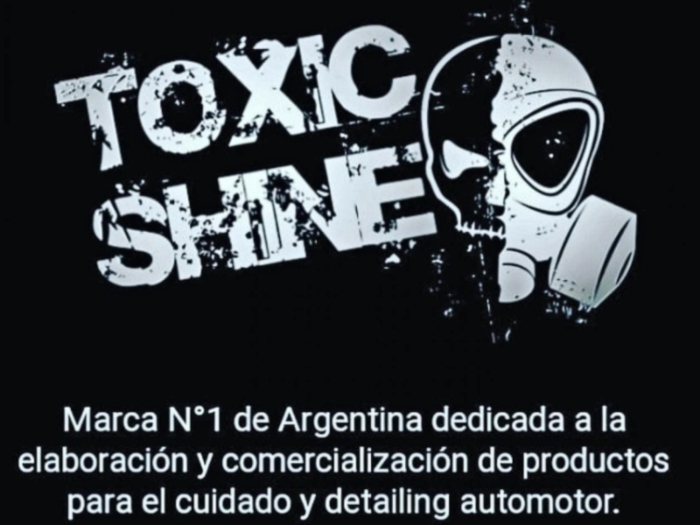 TOXIC
SHINE
Marca N°1 de Argentina dedicada a la
elaboración y comercialización de productos
para el cuidado y detailing automotor.